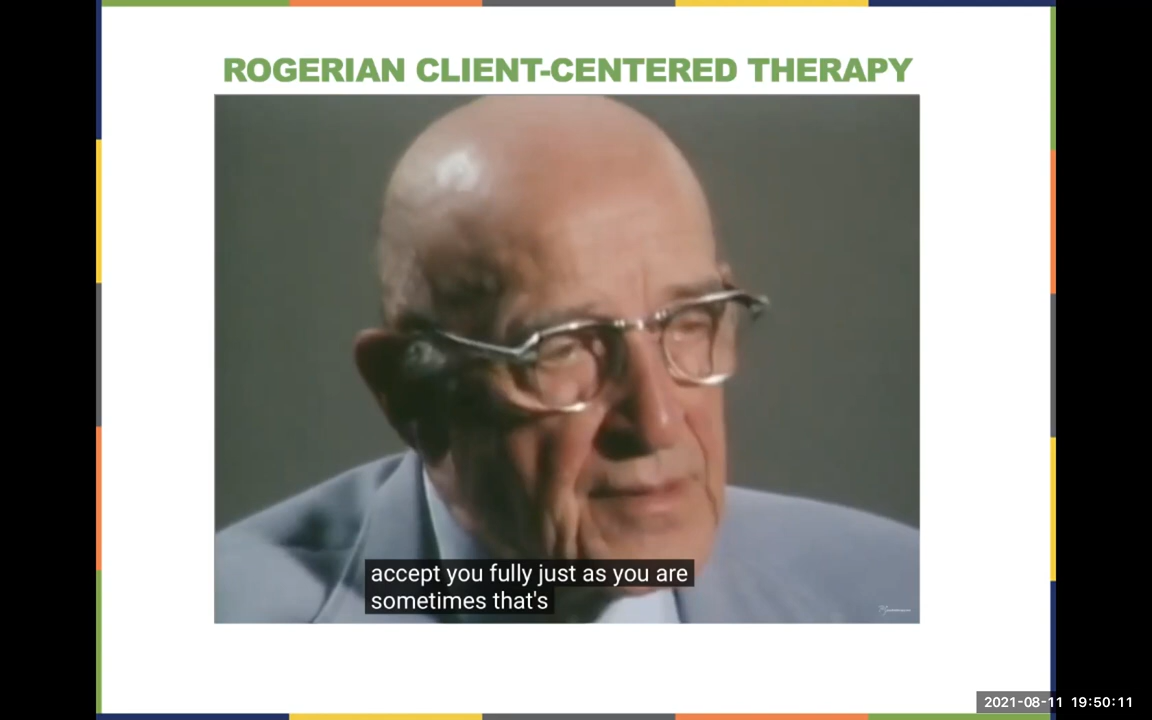 ROGERIAN CLIENT-CENTERED THERAPY
accept you fully just as you are
sometimes that's
2021-08-11 19:50:11